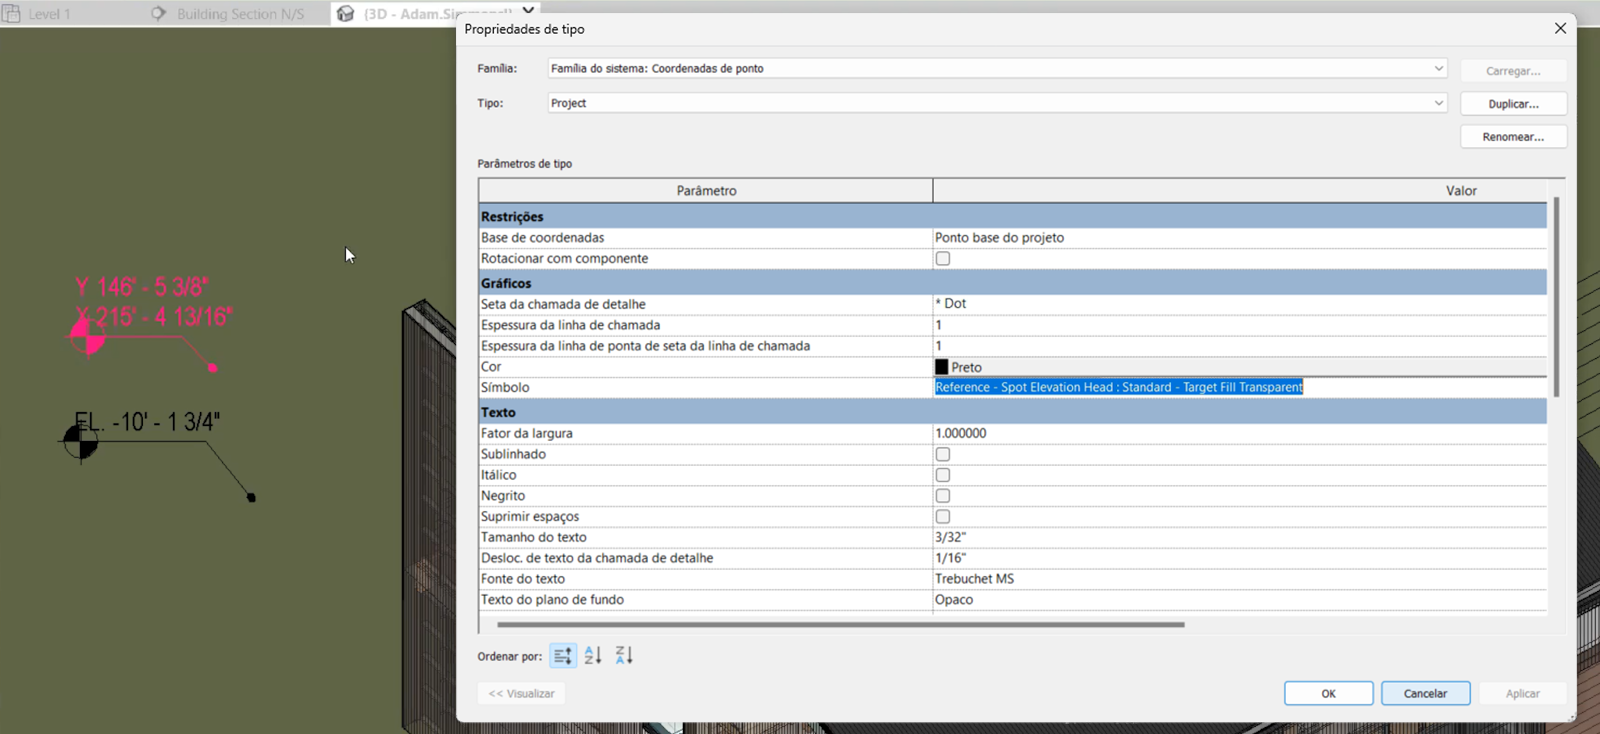 Level 1
Building Section N/S
(3D - Adam.Simmons)
Propriedades de tipo
Família:
Família do sistema: Coordenadas de ponto
Carregar...
Tipo:
Project
Duplicar...
Renomear...
Parâmetros de tipo
Parâmetro
Valor
Restrições
Base de coordenadas
Ponto base do projeto
Rotacionar com componente
Gráficos
Seta da chamada de detalhe
* Dot
Espessura da linha de chamada
1
Espessura da linha de ponta de seta da linha de chamada
1
Cor
Preto
Símbolo
Reference - Spot Elevation Head : Standard - Target Fill Transparent
Texto
Fator da largura
1.000000
Sublinhado
Itálico
Negrito
Suprimir espaços
Tamanho do texto
3/32"
Desloc. de texto da chamada de detalhe
1/16"
Fonte do texto
Trebuchet MS
Texto do plano de fundo
Opaco
Ordenar por:
<< Visualizar
OK
Cancelar
Aplicar
Y 146' - 5 3/8"
X 215' - 4 13/16"
EL. -10' - 1 3/4"